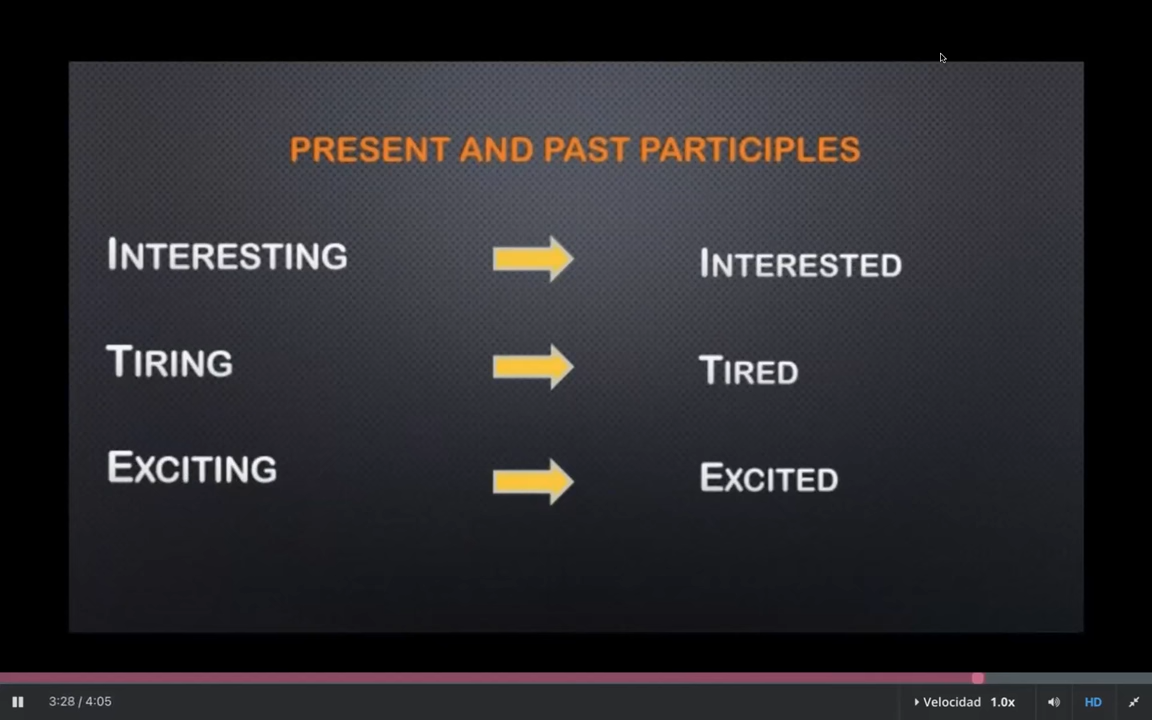 PRESENT AND PAST PARTICIPLES
INTERESTING INTERESTED
TIRING TIRED
EXCITING EXCITED
3:28 / 4:05 Velocidad 1.0x HD